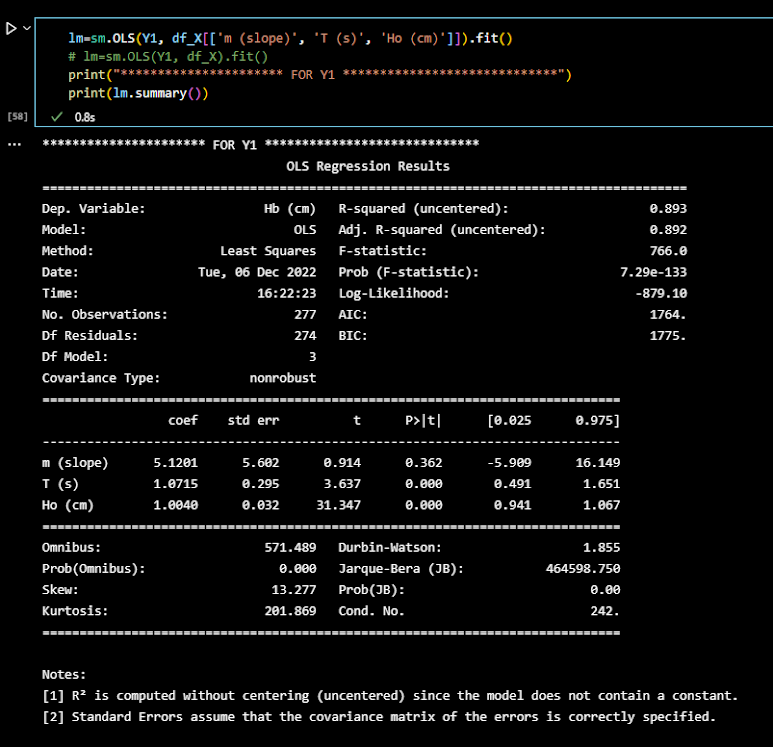 lm=sm.OLS(Y1, df_X[['m (slope)', 'T (s)', 'Ho (cm)']]).fit()
# lm=sm.OLS(Y1, df_X).fit()
print("********************** FOR Y1 *****************************")
print(lm.summary())
[58] ✓ 0.8s
... ********************** FOR Y1 *****************************
OLS Regression Results
=======================================================================================
Dep. Variable: Hb (cm) R-squared (uncentered): 0.893
Model: OLS Adj. R-squared (uncentered): 0.892
Method: Least Squares F-statistic: 766.0
Date: Tue, 06 Dec 2022 Prob (F-statistic): 7.29e-133
Time: 16:22:23 Log-Likelihood: -879.10
No. Observations: 277 AIC: 1764.
Df Residuals: 274 BIC: 1775.
Df Model: 3
Covariance Type: nonrobust
==============================================================================
coef std err t P>|t| [0.025 0.975]
------------------------------------------------------------------------------
m (slope) 5.1201 5.602 0.914 0.362 -5.909 16.149
T (s) 1.0715 0.295 3.637 0.000 0.491 1.651
Ho (cm) 1.0040 0.032 31.347 0.000 0.941 1.067
==============================================================================
Omnibus: 571.489 Durbin-Watson: 1.855
Prob(Omnibus): 0.000 Jarque-Bera (JB): 464598.750
Skew: 13.277 Prob(JB): 0.00
Kurtosis: 201.869 Cond. No. 242.
==============================================================================
Notes:
[1] R² is computed without centering (uncentered) since the model does not contain a constant.
[2] Standard Errors assume that the covariance matrix of the errors is correctly specified.